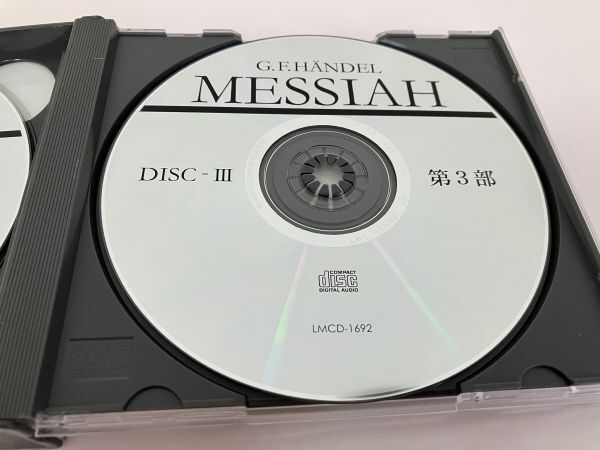 G.F.HÄNDEL
MESSIAH
DISC - III 第3部
COMPACT
disc
DIGITAL AUDIO
LMCD-1692